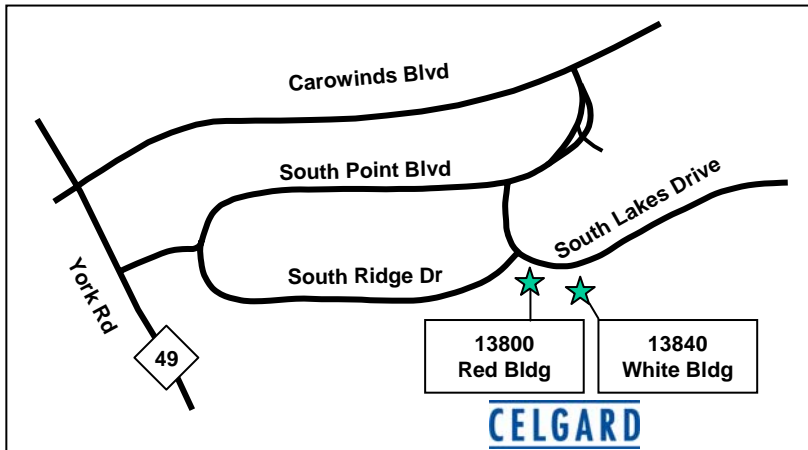 Carowinds Blvd
South Point Blvd
South Lakes Drive
York Rd
South Ridge Dr
49
13800
Red Bldg
13840
White Bldg
CELGARD